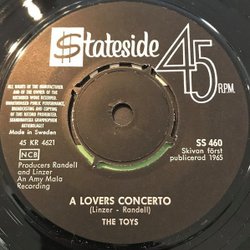 $tateside
45
RPM.
ALL RIGHTS OF THE MANUFACTURER
AND OF THE OWNER OF THE
RECORDED WORK RESERVED.
UNAUTHORISED PUBLIC PERFORMANCE,
BROADCASTING AND
COPYING OF THIS RECORD PROHIBITED.
Made in Sweden
45 KR 4621
NCB
Producers Randell
and Linzer
An Amy Mala
Recording
SS 460
Skivan först
publicerad 1965
A LOVERS CONCERTO
(Linzer - Randell)
THE TOYS